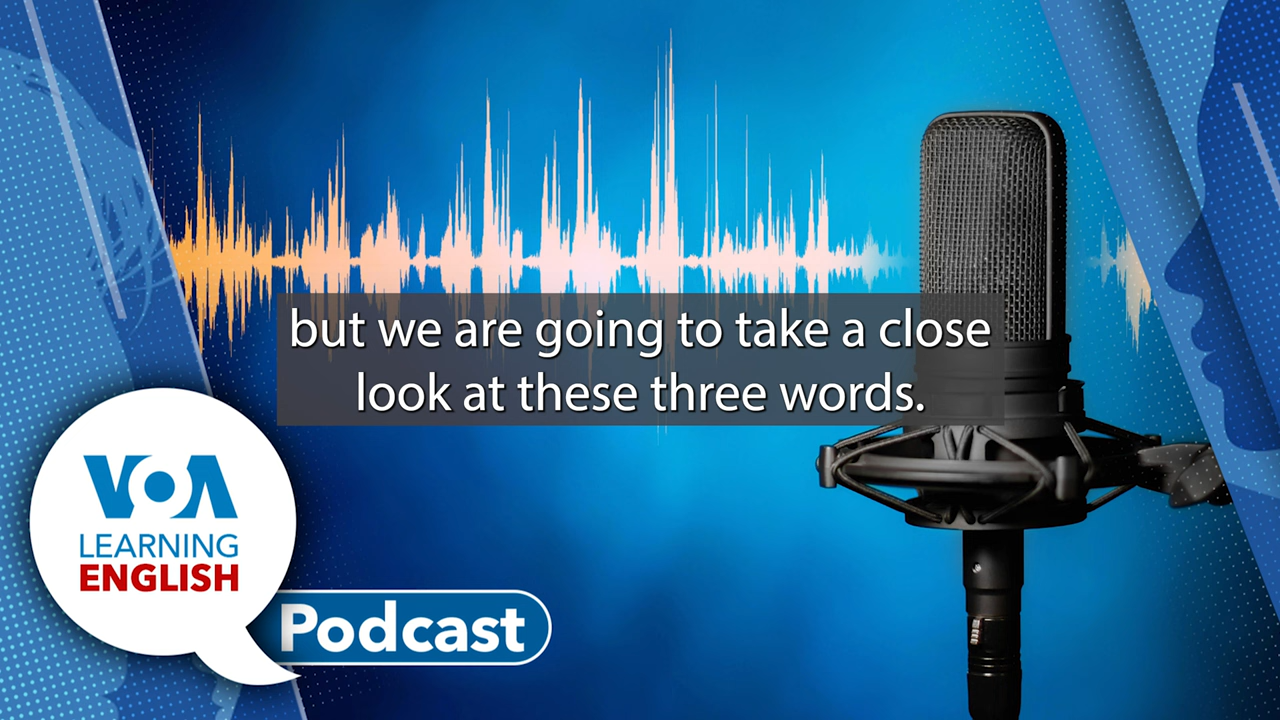 but we are going to take a close
look at these three words.
VOA
LEARNING
ENGLISH
Podcast